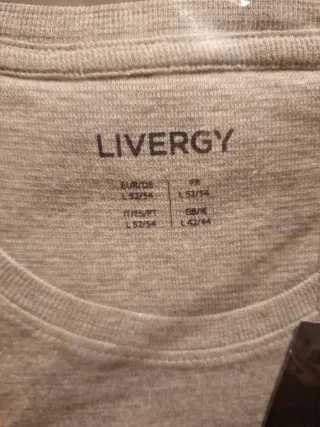 LIVERGY
EUR/DE
L 52/54
FR
L 52/54
IT/ES/PT
L 52/54
GB/IE
L 42/44